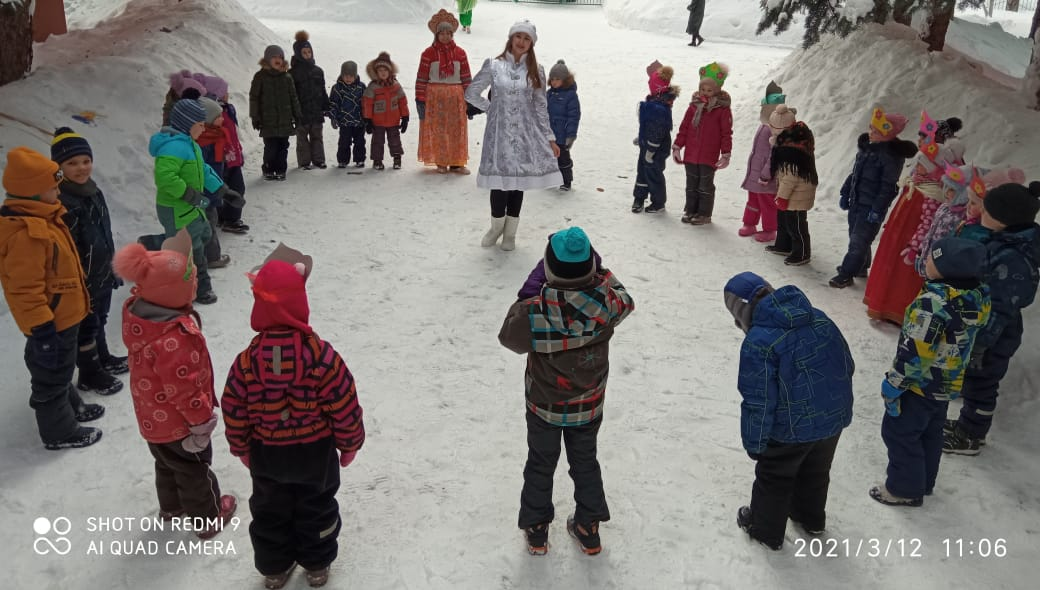 SHOT ON REDMI 9
AI QUAD CAMERA
2021/3/12 11:06